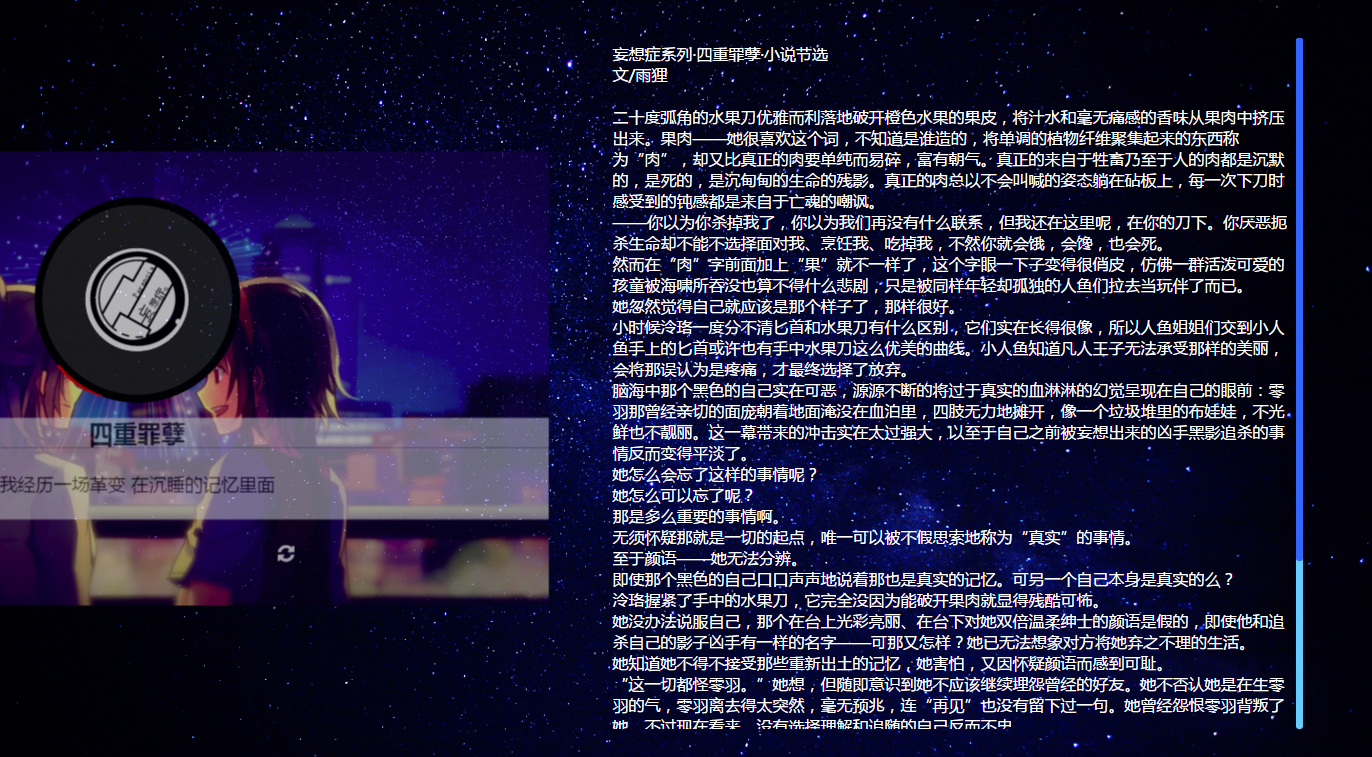 妄想症系列·四重罪孽·小说节选
文/雨狸
二十度弧角的水果刀优雅而利落地破开橙色水果的果皮，将汁水和毫无痛感的香味从果肉中挤压
出来。果肉——她很喜欢这个词，不知道是谁造的，将单调的植物纤维聚集起来的东西称
为“肉”，却又比真正的肉要单纯而易碎，富有朝气。真正的来自于牲畜乃至于人的肉都是沉默
的，是死的，是沉甸甸的生命的残影。真正的肉总以不会叫喊的姿态躺在砧板上，每一次下刀时
感受到的钝感都是来自于亡魂的嘲讽。
——你以为你杀掉我了，你以为我们再没有什么联系，但我还在这里呢，在你的刀下。你厌恶扼
杀生命却不能不选择面对我、烹饪我、吃掉我，不然你就会饿，会馋，也会死。
然而在“肉”字前面加上“果”就不一样了，这个字眼一下子变得很俏皮，仿佛一群活泼可爱的
孩童被海啸所吞没也算不得什么悲剧，只是被同样年轻却孤独的人鱼们拉去当玩伴了而已。
她忽然觉得自己就应该是那个样子了，那样很好。
小时候泠珞一度分不清匕首和水果刀有什么区别，它们实在长得很像，所以人鱼姐姐们交到小人
鱼手上的匕首或许也有手中水果刀这么优美的曲线。小人鱼知道凡人王子无法承受那样的美丽，
会将那误认为是疼痛，才最终选择了放弃。
脑海中那个黑色的自己实在可恶，源源不断的将过于真实的血淋淋的幻觉呈现在自己的眼前：零
羽那曾经亲切的面庞朝着地面淹没在血泊里，四肢无力地摊开，像一个垃圾堆里的布娃娃，不光
鲜也不靓丽。这一幕带来的冲击实在太过强大，以至于自己之前被妄想出来的凶手黑影追杀的事
情反而变得平淡了。
她怎么会忘了这样的事情呢？
她怎么可以忘了呢？
那是多么重要的事情啊。
无须怀疑那就是一切的起点，唯一可以被不假思索地称为“真实”的事情。
至于颜语——她无法分辨。
即使那个黑色的自己口口声声地说着那也是真实的记忆。可另一个自己本身是真实的么？
泠珞握紧了手中的水果刀，它完全没因为能破开果肉就显得残酷可怖。
她没办法说服自己，那个在台上光彩亮丽、在台下对她双倍温柔绅士的颜语是假的，即使他和追
杀自己的影子凶手有一样的名字——可那又怎样？她已无法想象对方将她弃之不理的生活。
她知道她不得不接受那些重新出土的记忆，她害怕，又因怀疑颜语而感到可耻。
“这一切都怪零羽。”她想，但随即意识到她不应该继续埋怨曾经的好友。她不否认她是在生零
羽的气，零羽离去得太突然，毫无预兆，连“再见”也没有留下过一句。她曾经怨恨零羽背叛了
她，不过现在看来，没有选择理解和追随的自己反而不忠
四重罪孽
我经历一场革变 在沉睡的记忆里面